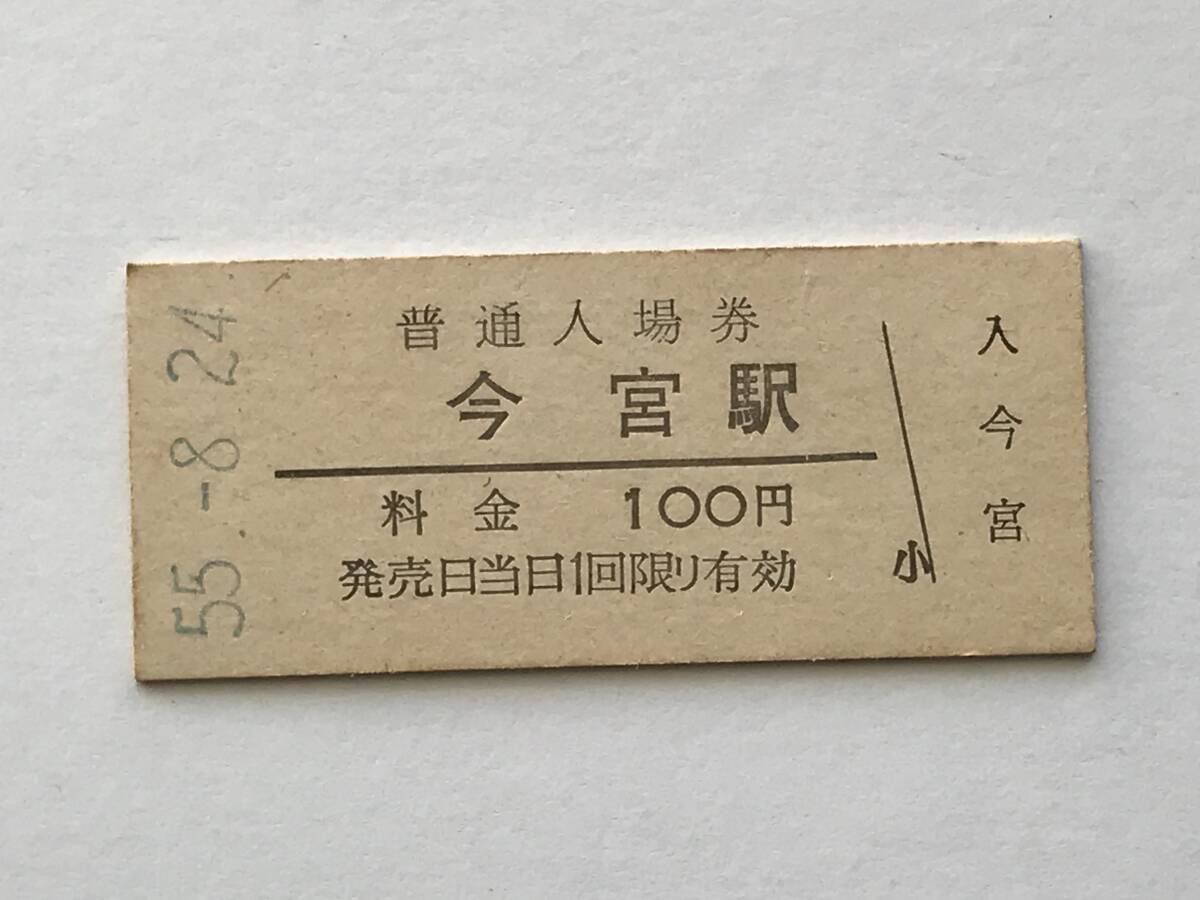 55.-8.24
普通入場券
今宮駅
料金 100円
発売日当日1回限り有効
小
入今宮